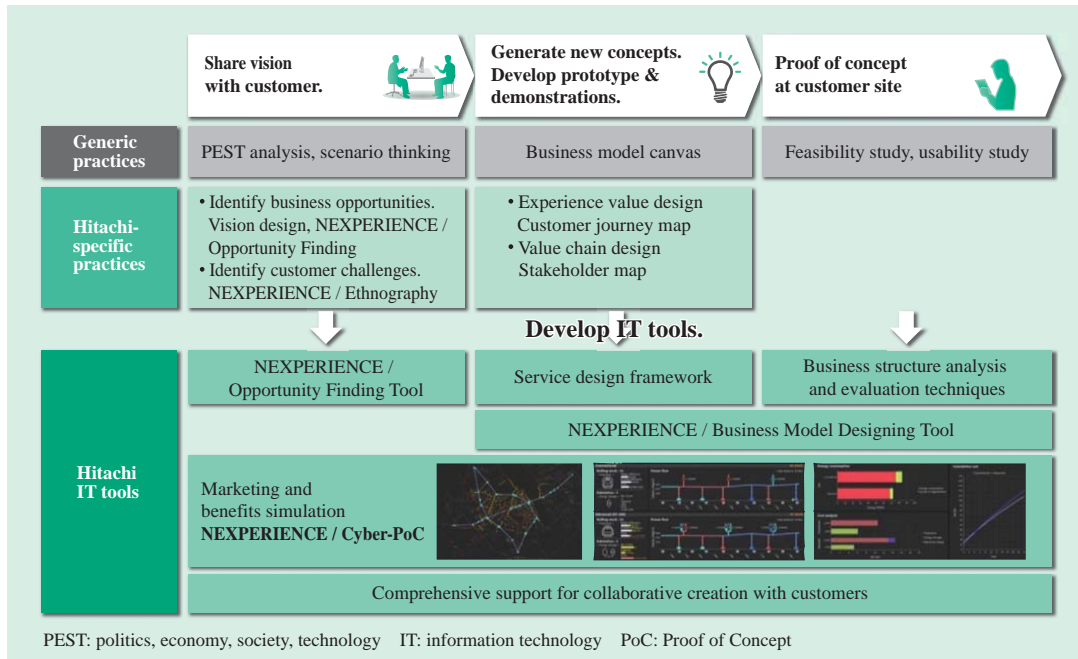 Share vision
with customer.
Generate new concepts.
Develop prototype &
demonstrations.
Proof of concept
at customer site
Generic
practices
PEST analysis, scenario thinking
Business model canvas
Feasibility study, usability study
Hitachi-
specific
practices
• Identify business opportunities.
Vision design, NEXPERIENCE /
Opportunity Finding
• Identify customer challenges.
NEXPERIENCE / Ethnography
• Experience value design
Customer journey map
• Value chain design
Stakeholder map
Develop IT tools.
Hitachi
IT tools
NEXPERIENCE /
Opportunity Finding Tool
Service design framework
Business structure analysis
and evaluation techniques
NEXPERIENCE / Business Model Designing Tool
Marketing and
benefits simulation
NEXPERIENCE / Cyber-PoC
Comprehensive support for collaborative creation with customers
PEST: politics, economy, society, technology IT: information technology PoC: Proof of Concept